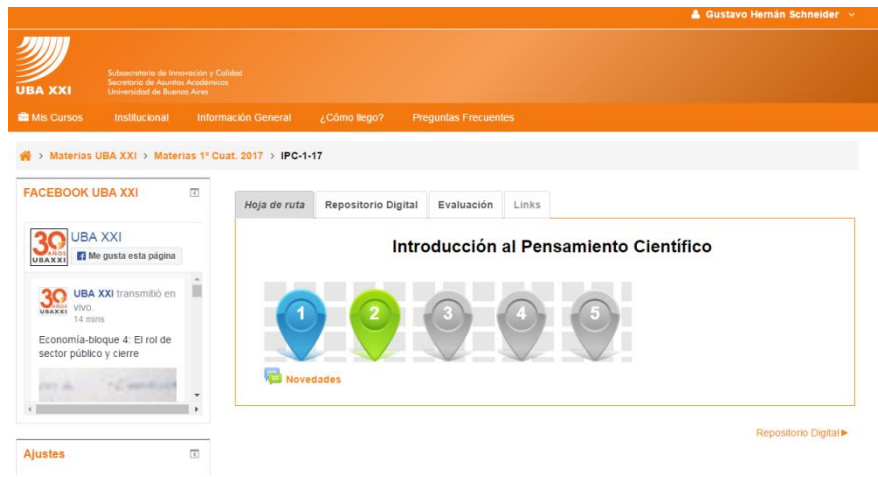 Gustavo Hernán Schneider
UBA XXI
Subsecretaría de Innovación y Calidad
Secretaría de Asuntos Académicos
Universidad de Buenos Aires
Mis Cursos Institucional Información General ¿Cómo llego? Preguntas Frecuentes
> Materias UBA XXI > Materias 1º Cuat. 2017 > IPC-1-17
FACEBOOK UBA XXI
Hoja de ruta Repositorio Digital Evaluación Links
30 AÑOS UBAXXI
UBA XXI
Me gusta esta página
Introducción al Pensamiento Científico
30 AÑOS UBAXXI
UBA XXI transmitió en
vivo.
14 mins
Economía-bloque 4: El rol de
sector público y cierre
1 2 3 4 5
Novedades
Repositorio Digital
Ajustes